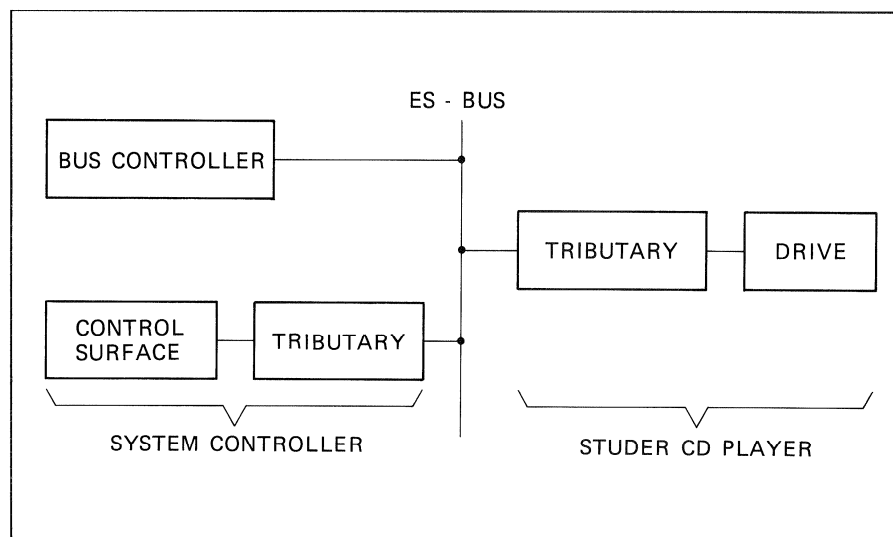 ES - BUS
BUS CONTROLLER
TRIBUTARY
DRIVE
CONTROL
SURFACE
TRIBUTARY
SYSTEM CONTROLLER
STUDER CD PLAYER